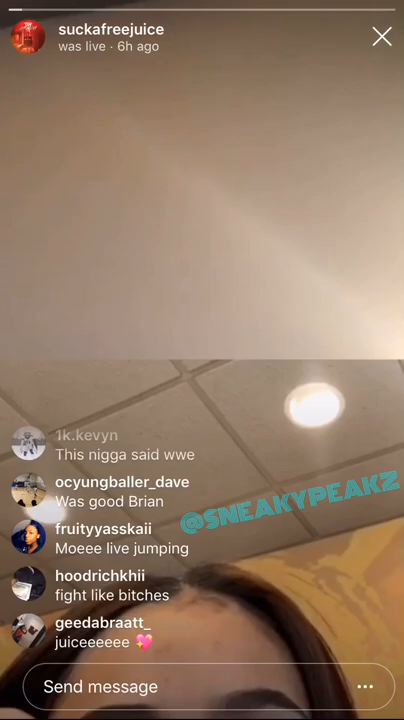 suckafreejuice
was live · 6h ago
1k.kevyn
This nigga said wwe
ocyungballer_dave
Was good Brian
@SNEAKYPEAKZ
fruityyasskaii
Moeee live jumping
hoodrichkhii
fight like bitches
geedabraatt_
juiceeeeee 💖
Send message